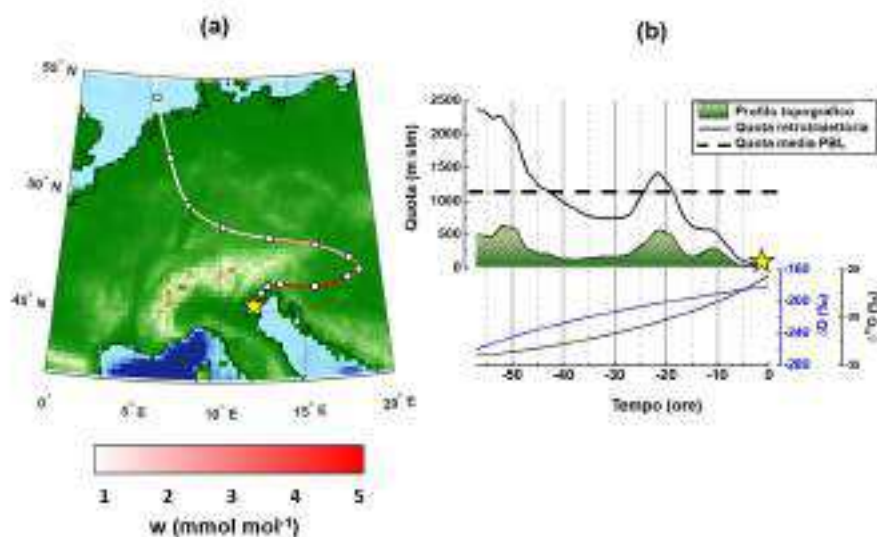 (a)
55° N
50° N
45° N
0°
5° E
10° E
15° E
20° E
1 2 3 4 5
w (mmol mol⁻¹)
(b)
Profilo topografico
Quota retrotraiettoria
Quota media PBL
Quota (m slm)
2500
2000
1500
1000
500
0
-160
-200
-240
-280
δD (‰)
-50 -40 -30 -20 -10 0
Tempo (ore)